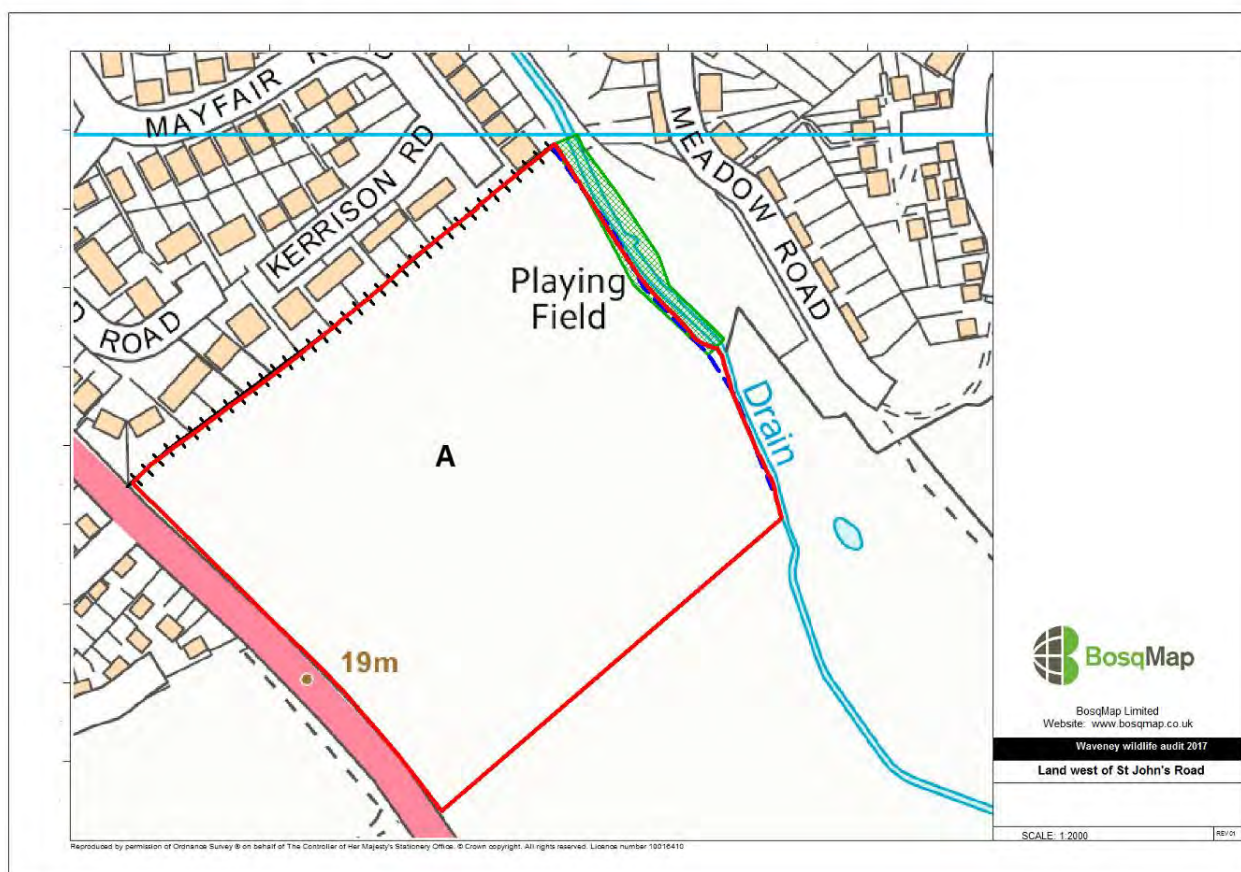 MAYFAIR
KERRISON RD
ROAD
MEADOW ROAD
Playing
Field
Drain
A
19m
BosqMap
BosqMap Limited
Website: www.bosqmap.co.uk
Waveney wildlife audit 2017
Land west of St John's Road
SCALE: 1:2000
REV01
Reproduced by permission of Ordnance Survey ® on behalf of The Controller of Her Majesty's Stationery Office. © Crown copyright. All rights reserved. Licence number 10016410